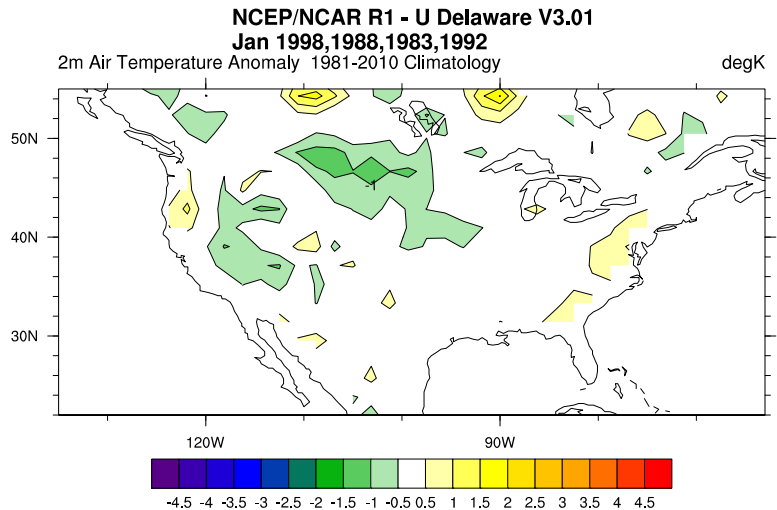 NCEP/NCAR R1 - U Delaware V3.01
Jan 1998,1988,1983,1992
2m Air Temperature Anomaly 1981-2010 Climatology degK
50N
40N
30N
120W 90W
-4.5 -4 -3.5 -3 -2.5 -2 -1.5 -1 -0.5 0.5 1 1.5 2 2.5 3 3.5 4 4.5